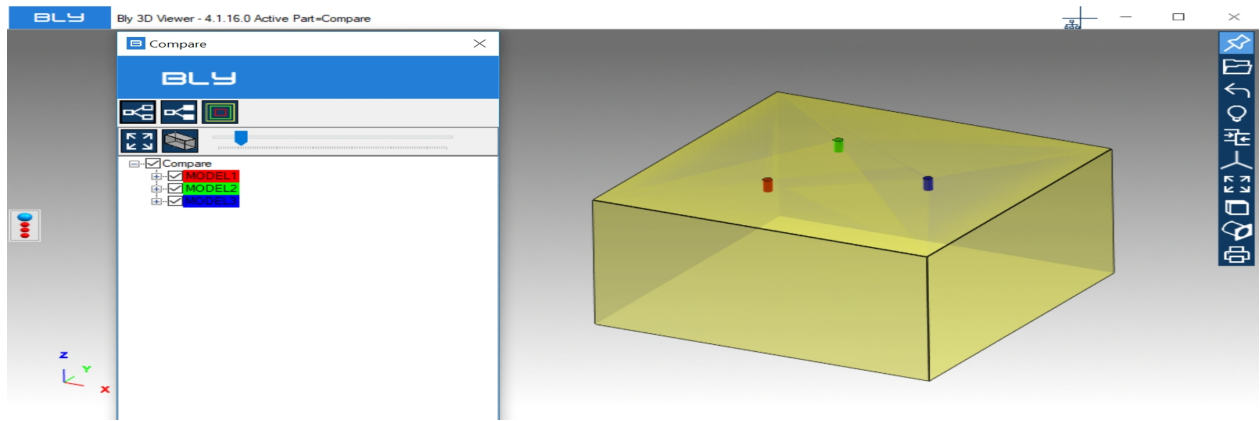 BLY Bly 3D Viewer - 4.1.16.0 Active Part=Compare
Compare
BLY
Compare
MODEL1
MODEL2
MODEL3
Z
Y
X